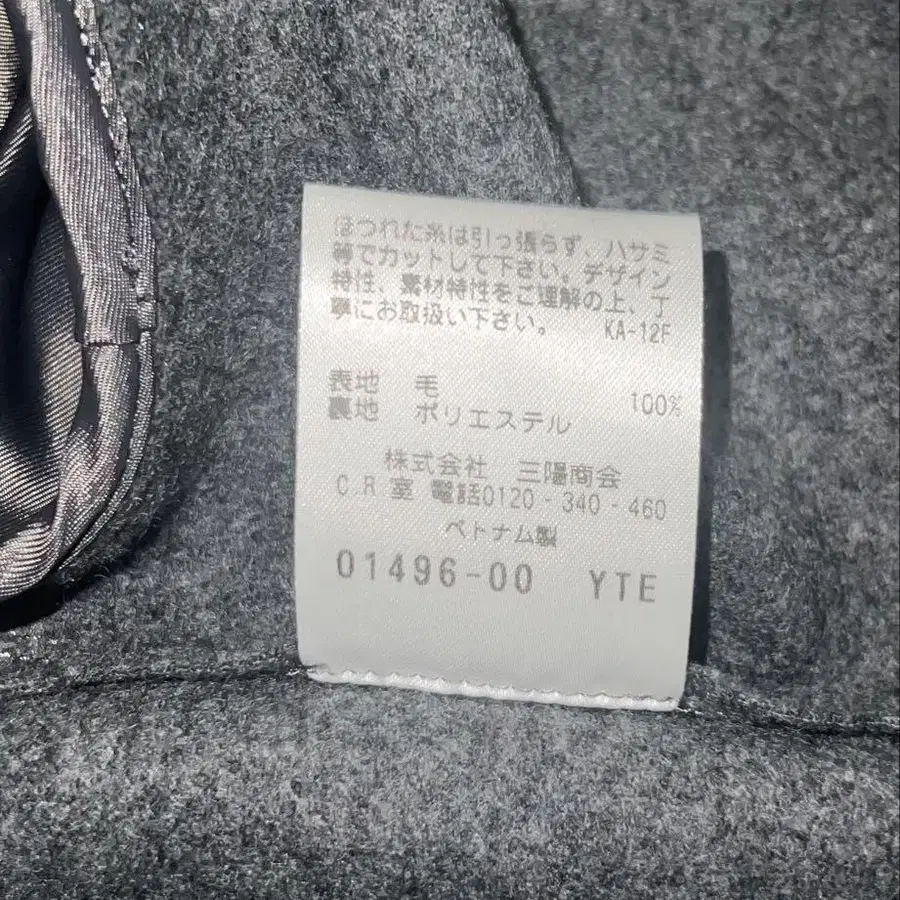 ほつれた糸は引っ張らず、ハサミ
等でカットして下さい。デザイン
特性、素材特性をご理解の上、丁
寧にお取扱い下さい。 KA-12F
表地 毛 100%
裏地 ポリエステル
株式会社 三陽商会
C.R室 電話0120-340-460
ベトナム製
01496-00 YTE